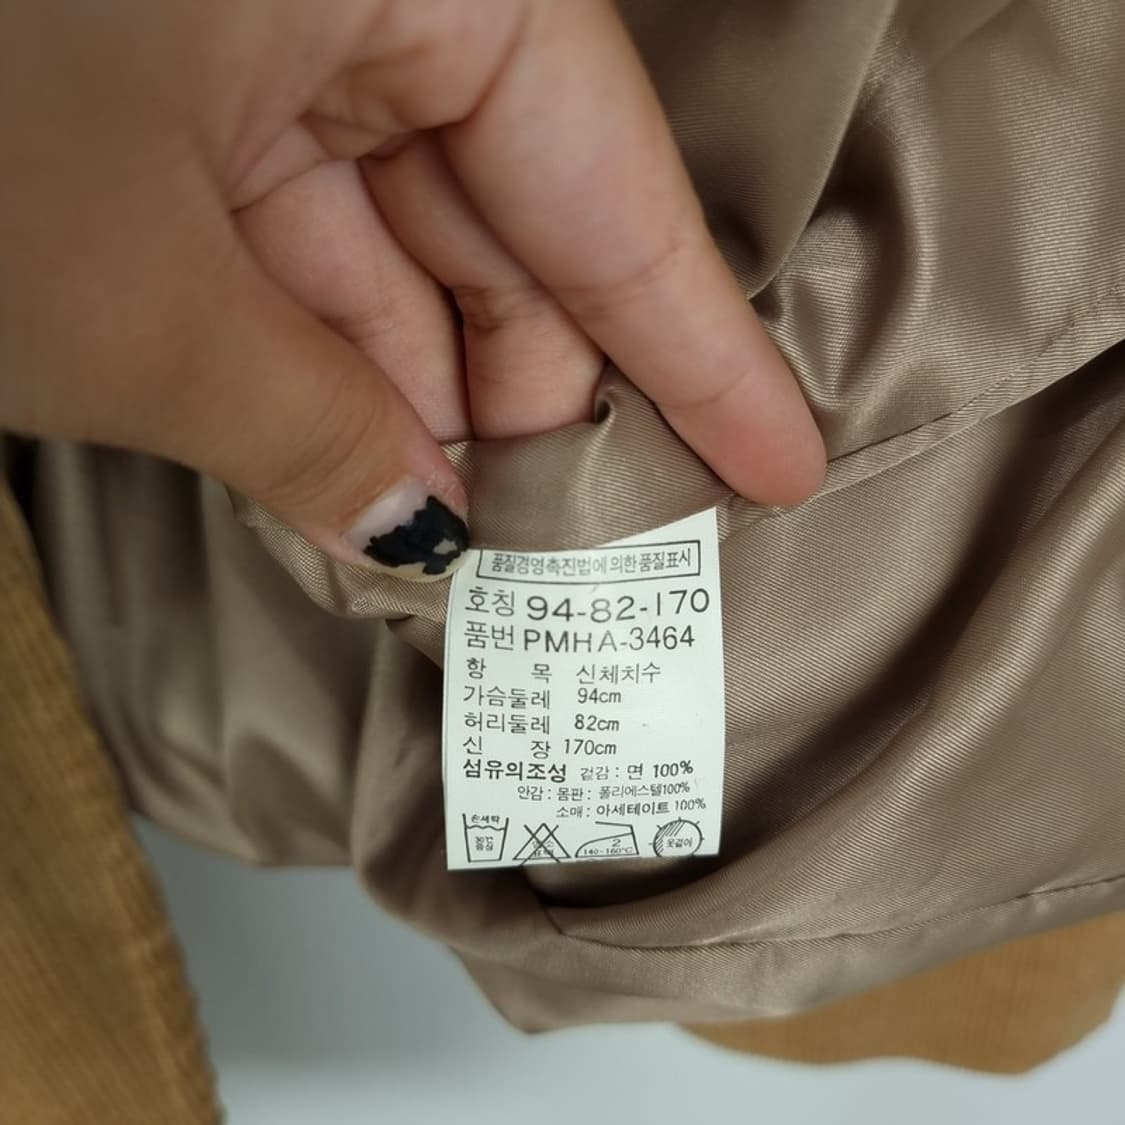 품질경영촉진법에의한품질표시
호칭 94-82-170
품번 PMHA-3464
항 목 신체치수
가슴둘레 94cm
허리둘레 82cm
신 장 170cm
섬유의조성 겉감 : 면 100%
안감 : 몸판 : 폴리에스텔100%
소매 : 아세테이트 100%
손세탁
30℃
중성
2
140~160℃
옷걸이